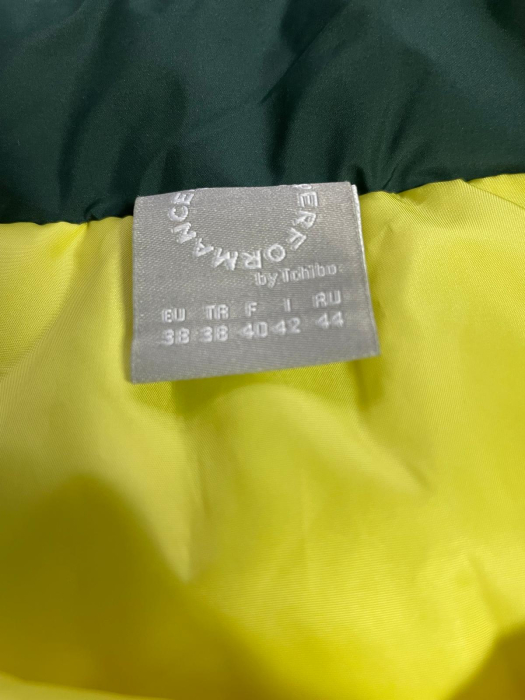 PERFORMANCE
by Tchibo
EU TR F I RU
38 38 40 42 44